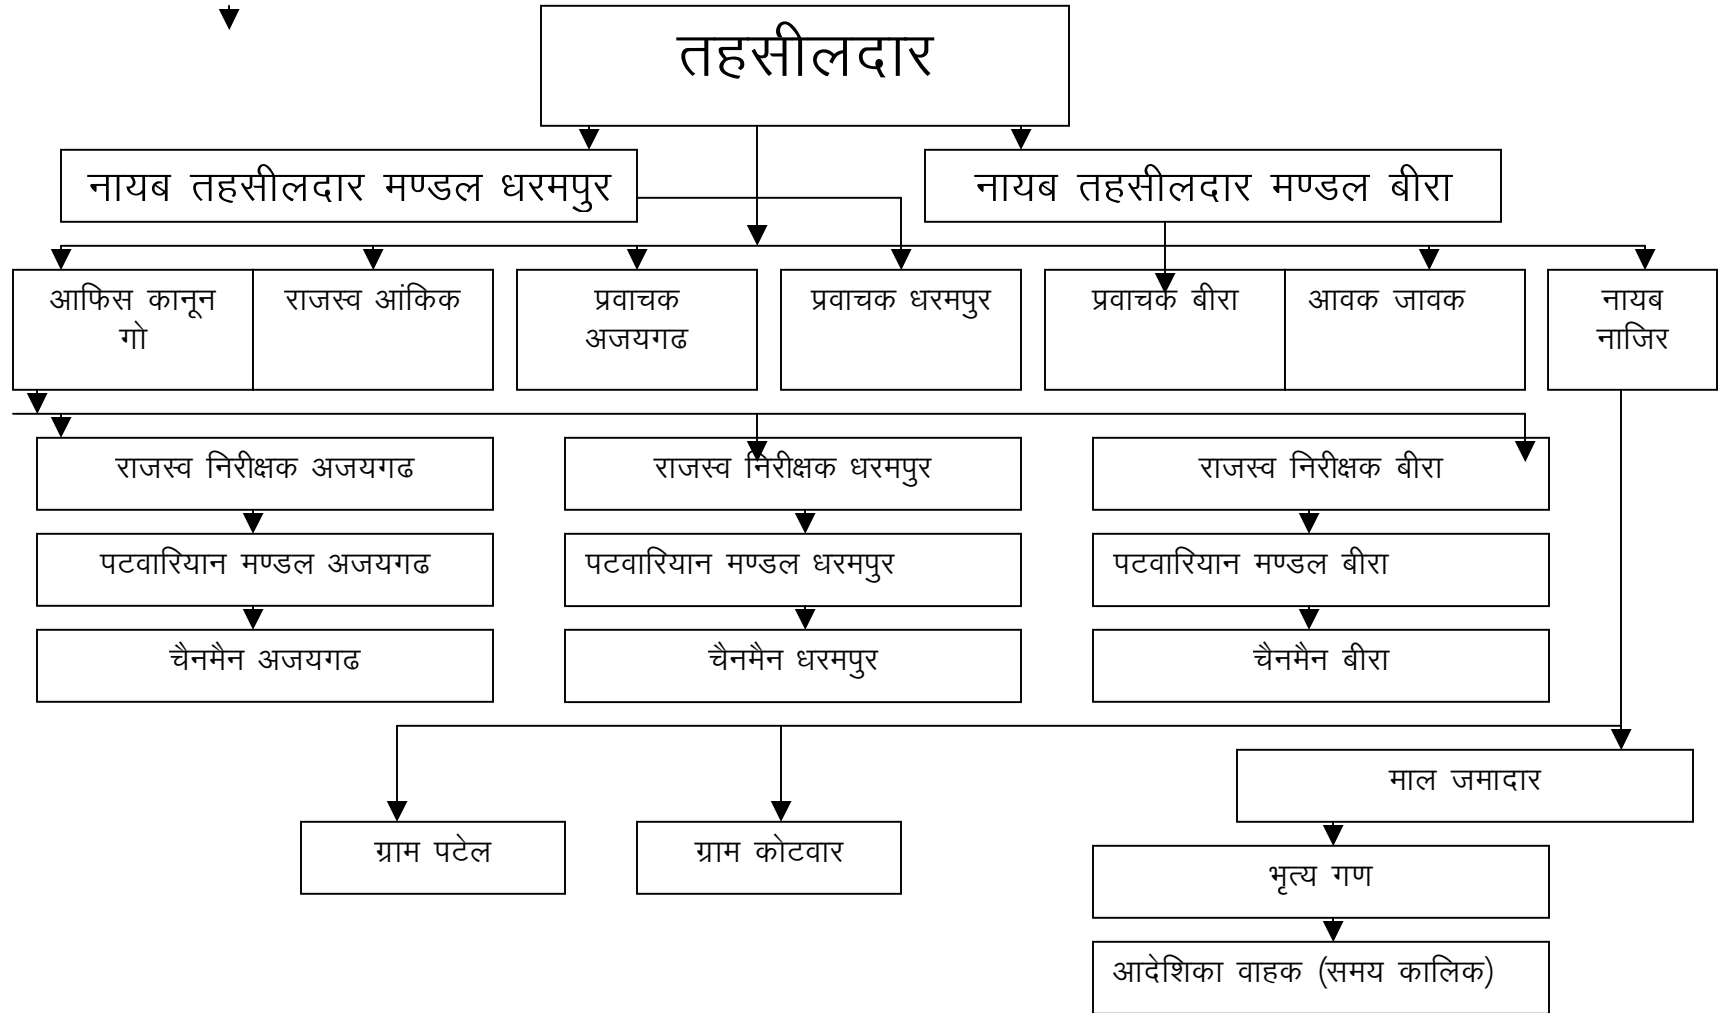 तहसीलदार
नायब तहसीलदार मण्डल धरमपुर
नायब तहसीलदार मण्डल बीरा
आफिस कानून
गो
राजस्व आंकिक
प्रवाचक
अजयगढ
प्रवाचक धरमपुर
प्रवाचक बीरा
आवक जावक
नायब
नाजिर
राजस्व निरीक्षक अजयगढ
राजस्व निरीक्षक धरमपुर
राजस्व निरीक्षक बीरा
पटवारियान मण्डल अजयगढ
पटवारियान मण्डल धरमपुर
पटवारियान मण्डल बीरा
चैनमैन अजयगढ
चैनमैन धरमपुर
चैनमैन बीरा
माल जमादार
ग्राम पटेल
ग्राम कोटवार
भृत्य गण
आदेशिका वाहक (समय कालिक)